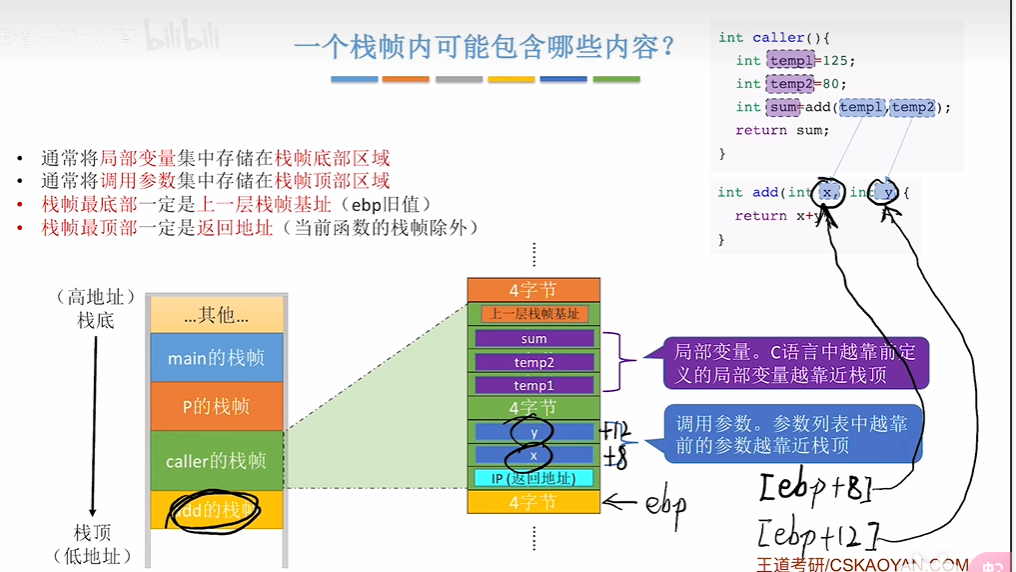 bilibili
一个栈帧内可能包含哪些内容？
• 通常将局部变量集中存储在栈帧底部区域
• 通常将调用参数集中存储在栈帧顶部区域
• 栈帧最底部一定是上一层栈帧基址（ebp旧值）
• 栈帧最顶部一定是返回地址（当前函数的栈帧除外）
int caller(){
int temp1=125;
int temp2=80;
int sum=add(temp1,temp2);
return sum;
}
int add(int x, int y){
return x+y
}
（高地址）
栈底
栈顶
（低地址）
…其他…
main的栈帧
P的栈帧
caller的栈帧
add的栈帧
4字节
上一层栈帧基址
sum
temp2
temp1
4字节
y
x
IP (返回地址)
4字节
+12
+8
ebp
局部变量。C语言中越靠前定
义的局部变量越靠近栈顶
调用参数。参数列表中越靠
前的参数越靠近栈顶
[ebp+8]
[ebp+12]
王道考研/CSKAOYAN.COM